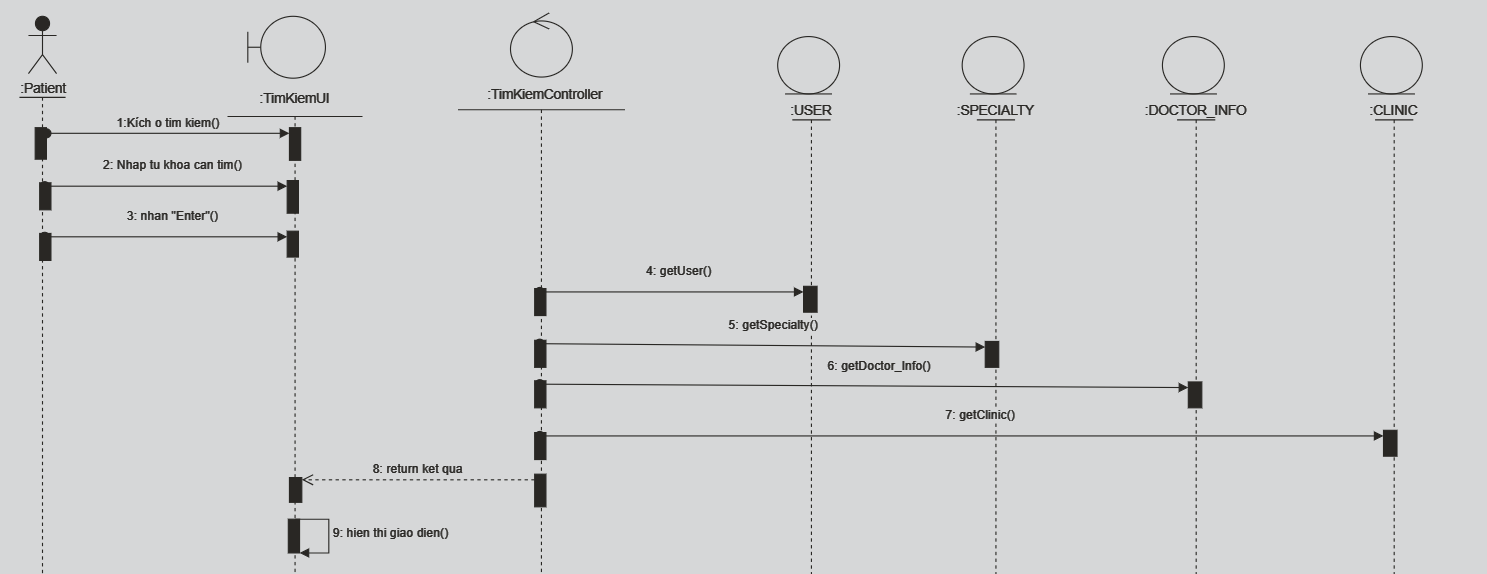 :Patient
:TimKiemUI
:TimKiemController
:USER
:SPECIALTY
:DOCTOR_INFO
:CLINIC
1:Kích o tim kiem()
2: Nhap tu khoa can tim()
3: nhan "Enter"()
4: getUser()
5: getSpecialty()
6: getDoctor_Info()
7: getClinic()
8: return ket qua
9: hien thi giao dien()